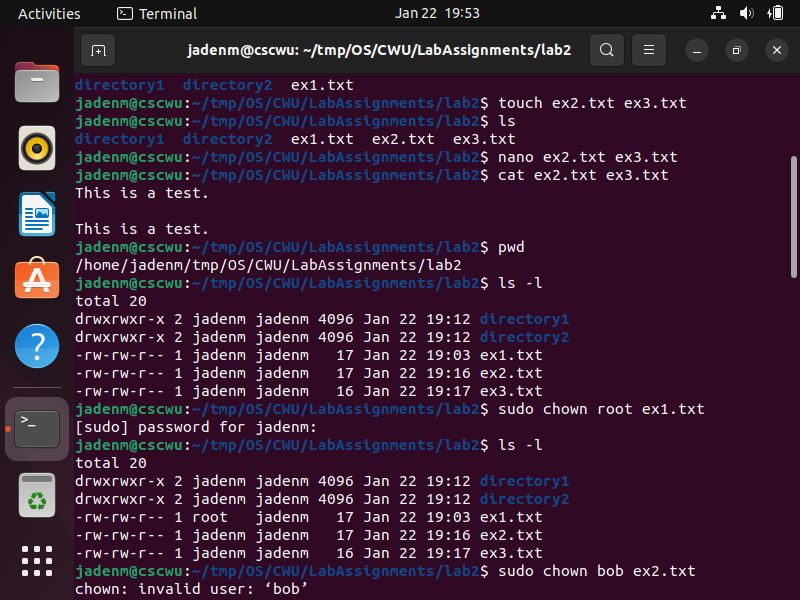 Activities Terminal Jan 22 19:53
jadenm@cscwu: ~/tmp/OS/CWU/LabAssignments/lab2
directory1  directory2  ex1.txt
jadenm@cscwu:~/tmp/OS/CWU/LabAssignments/lab2$ touch ex2.txt ex3.txt
jadenm@cscwu:~/tmp/OS/CWU/LabAssignments/lab2$ ls
directory1  directory2  ex1.txt  ex2.txt  ex3.txt
jadenm@cscwu:~/tmp/OS/CWU/LabAssignments/lab2$ nano ex2.txt ex3.txt
jadenm@cscwu:~/tmp/OS/CWU/LabAssignments/lab2$ cat ex2.txt ex3.txt
This is a test.

This is a test.
jadenm@cscwu:~/tmp/OS/CWU/LabAssignments/lab2$ pwd
/home/jadenm/tmp/OS/CWU/LabAssignments/lab2
jadenm@cscwu:~/tmp/OS/CWU/LabAssignments/lab2$ ls -l
total 20
drwxrwxr-x 2 jadenm jadenm 4096 Jan 22 19:12 directory1
drwxrwxr-x 2 jadenm jadenm 4096 Jan 22 19:12 directory2
-rw-rw-r-- 1 jadenm jadenm   17 Jan 22 19:03 ex1.txt
-rw-rw-r-- 1 jadenm jadenm   17 Jan 22 19:16 ex2.txt
-rw-rw-r-- 1 jadenm jadenm   16 Jan 22 19:17 ex3.txt
jadenm@cscwu:~/tmp/OS/CWU/LabAssignments/lab2$ sudo chown root ex1.txt
[sudo] password for jadenm:
jadenm@cscwu:~/tmp/OS/CWU/LabAssignments/lab2$ ls -l
total 20
drwxrwxr-x 2 jadenm jadenm 4096 Jan 22 19:12 directory1
drwxrwxr-x 2 jadenm jadenm 4096 Jan 22 19:12 directory2
-rw-rw-r-- 1 root   jadenm   17 Jan 22 19:03 ex1.txt
-rw-rw-r-- 1 jadenm jadenm   17 Jan 22 19:16 ex2.txt
-rw-rw-r-- 1 jadenm jadenm   16 Jan 22 19:17 ex3.txt
jadenm@cscwu:~/tmp/OS/CWU/LabAssignments/lab2$ sudo chown bob ex2.txt
chown: invalid user: ‘bob’